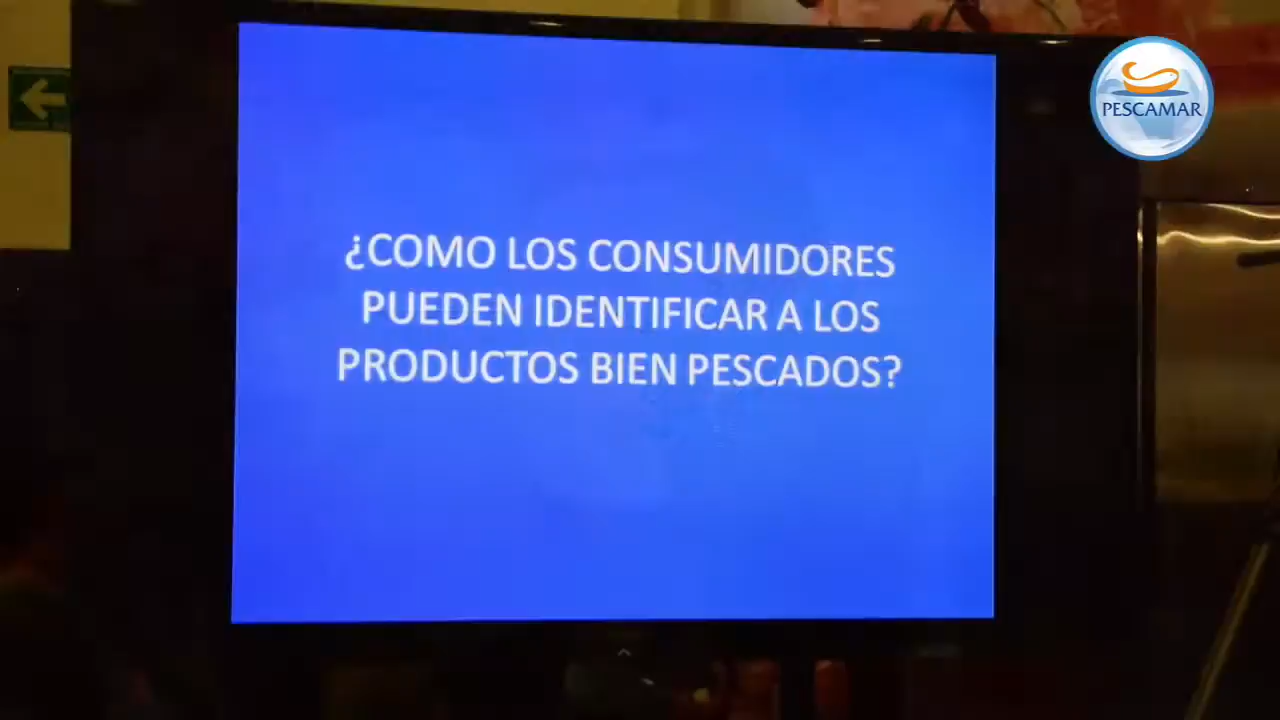 PESCAMAR
¿COMO LOS CONSUMIDORES
PUEDEN IDENTIFICAR A LOS
PRODUCTOS BIEN PESCADOS?